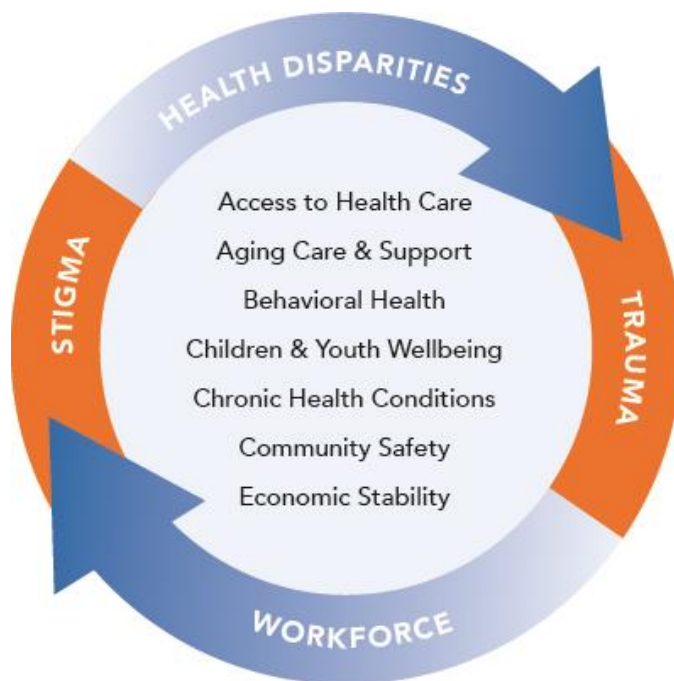 HEALTH DISPARITIES
STIGMA
TRAUMA
Access to Health Care
Aging Care & Support
Behavioral Health
Children & Youth Wellbeing
Chronic Health Conditions
Community Safety
Economic Stability
WORKFORCE